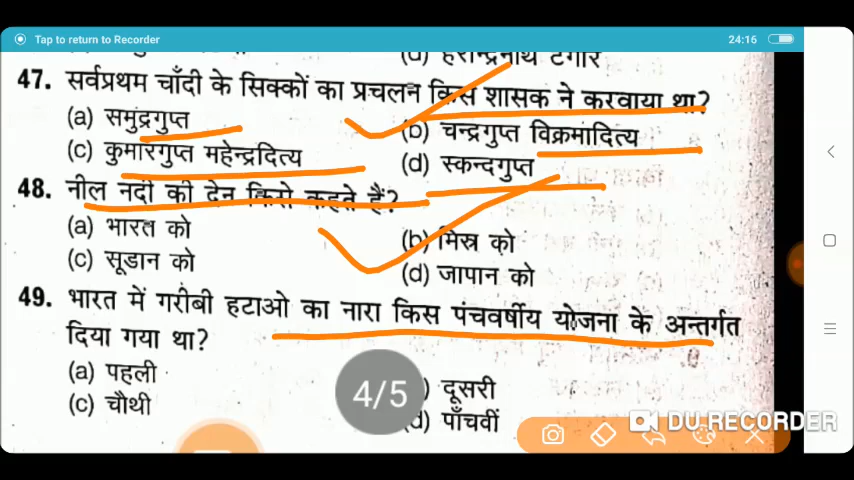 Tap to return to Recorder 24:16
(d) हरीन्द्रनाथ टैगोर
47. सर्वप्रथम चाँदी के सिक्कों का प्रचलन किस शासक ने करवाया था?
(a) समुद्रगुप्त (b) चन्द्रगुप्त विक्रमादित्य
(c) कुमारगुप्त महेन्द्रदित्य (d) स्कन्दगुप्त
48. नील नदी की देन किसे कहते हैं?
(a) भारत को (b) मिस्र को
(c) सूडान को (d) जापान को
49. भारत में गरीबी हटाओ का नारा किस पंचवर्षीय योजना के अन्तर्गत
दिया गया था?
(a) पहली ) दूसरी
4/5
(c) चौथी (d) पाँचवीं
DU RECORDER